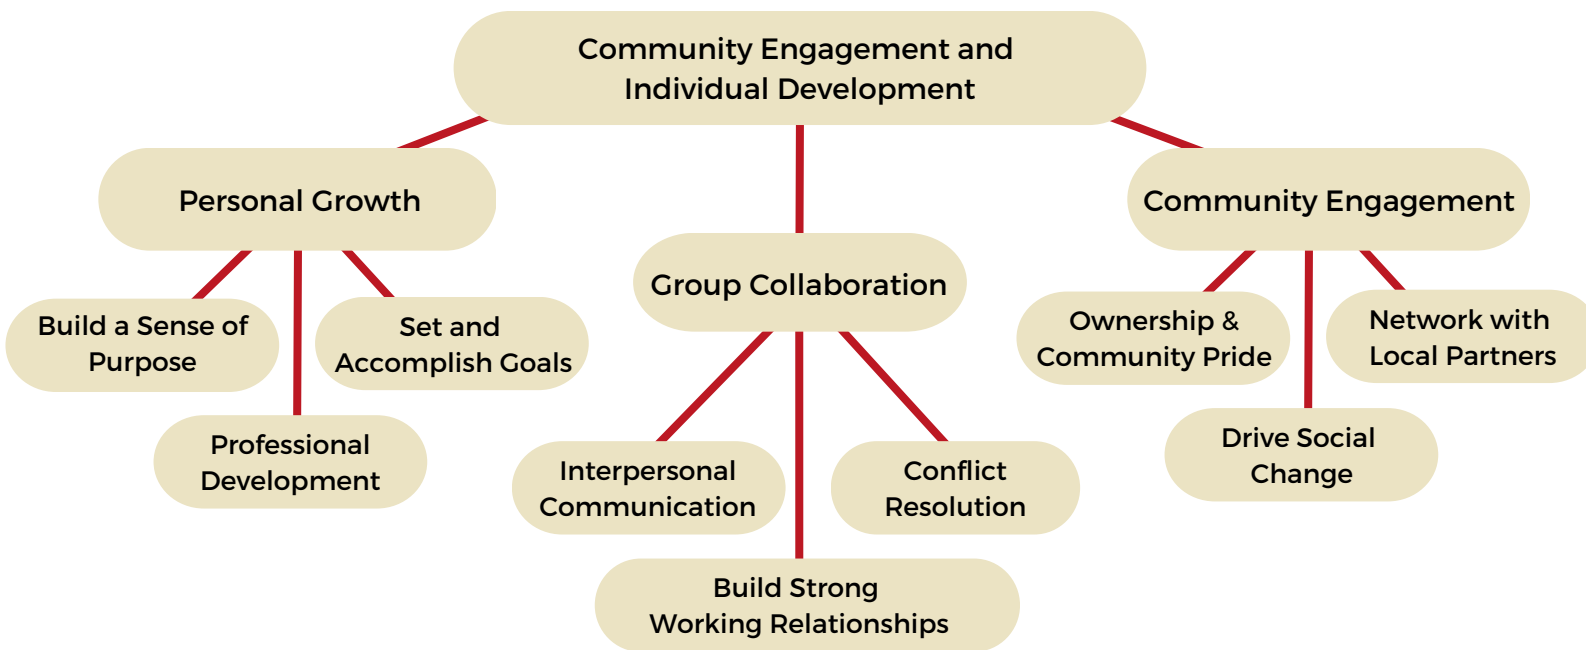 Community Engagement and
Individual Development
Personal Growth
Build a Sense of
Purpose
Professional
Development
Set and
Accomplish Goals
Group Collaboration
Interpersonal
Communication
Build Strong
Working Relationships
Conflict
Resolution
Community Engagement
Ownership &
Community Pride
Drive Social
Change
Network with
Local Partners